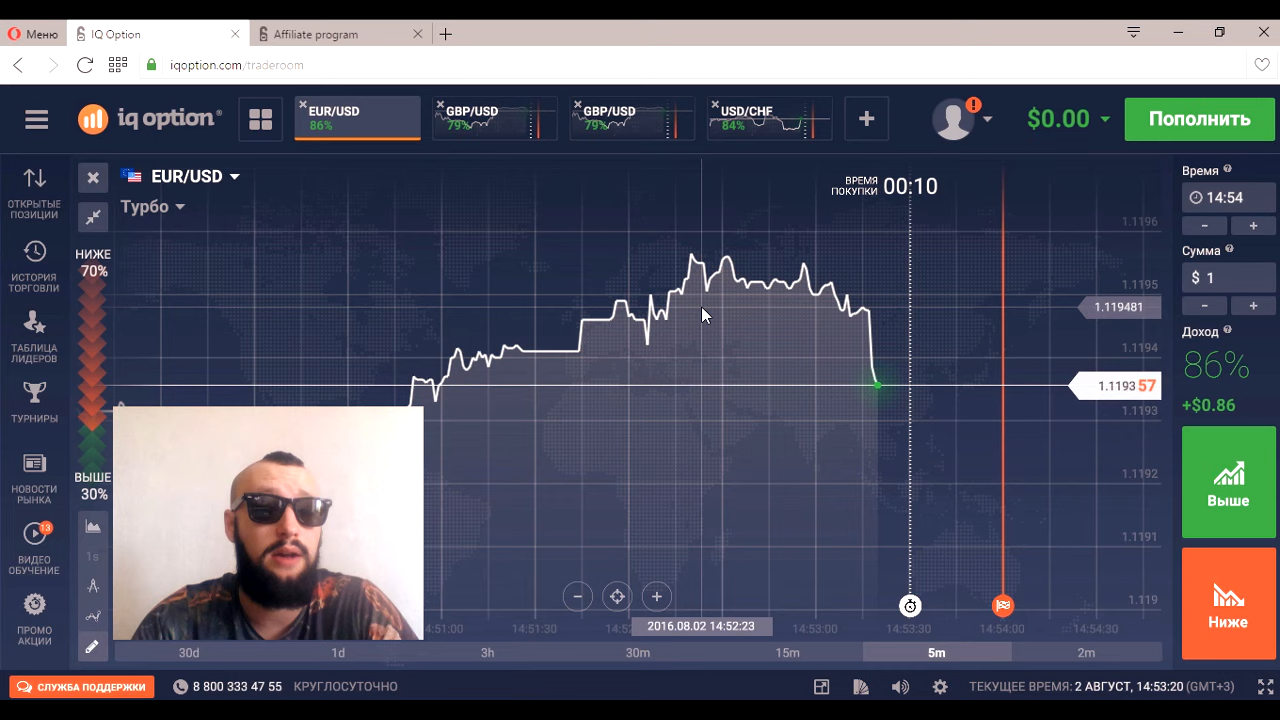 Меню
IQ Option
Affiliate program
iqoption.com/traderoom
iq option
EUR/USD
86%
GBP/USD
79%
GBP/USD
79%
USD/CHF
84%
$0.00
Пополнить
ОТКРЫТЫЕ
ПОЗИЦИИ
ИСТОРИЯ
ТОРГОВЛИ
ТАБЛИЦА
ЛИДЕРОВ
ТУРНИРЫ
НОВОСТИ
РЫНКА
13
ВИДЕО
ОБУЧЕНИЕ
ПРОМО
АКЦИИ
EUR/USD
Турбо
НИЖЕ
70%
ВЫШЕ
30%
1s
ВРЕМЯ
ПОКУПКИ
00:10
1.1196
1.1195
1.119481
1.1194
1.119357
1.1193
1.1192
1.1191
1.119
Время
14:54
Сумма
$ 1
Доход
86%
+$0.86
Выше
Ниже
14:51:30
2016.08.02 14:52:23
14:53:00
14:53:30
14:54:00
14:54:30
30d
1d
3h
30m
15m
5m
2m
СЛУЖБА ПОДДЕРЖКИ
8 800 333 47 55
КРУГЛОСУТОЧНО
ТЕКУЩЕЕ ВРЕМЯ: 2 АВГУСТ, 14:53:20 (GMT+3)